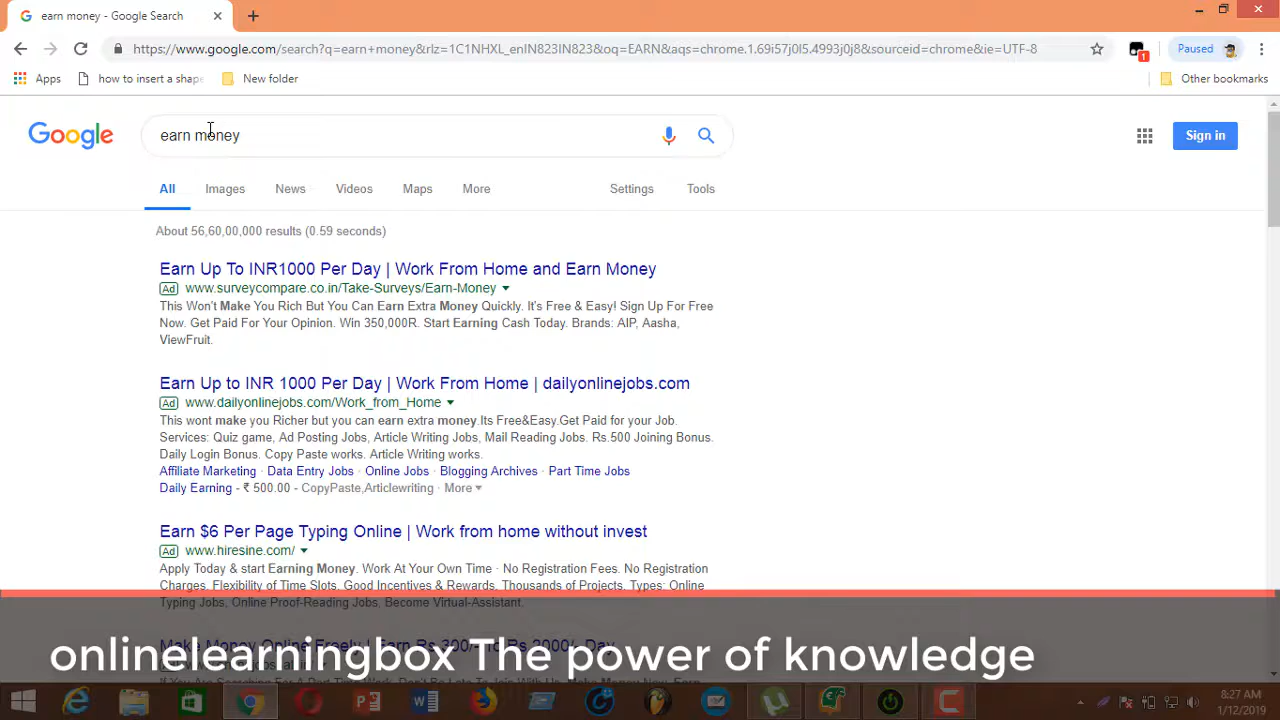 earn money - Google Search
https://www.google.com/search?q=earn+money&rlz=1C1NHXL_enIN823IN823&oq=EARN&aqs=chrome.1.69i57j0l5.4993j0j8&sourceid=chrome&ie=UTF-8
1
Paused
Apps
how to insert a shape
New folder
Other bookmarks
Google
earn money
Sign in
All Images News Videos Maps More Settings Tools
About 56,60,00,000 results (0.59 seconds)
Earn Up To INR1000 Per Day | Work From Home and Earn Money
Ad www.surveycompare.co.in/Take-Surveys/Earn-Money
This Won't Make You Rich But You Can Earn Extra Money Quickly. It's Free & Easy! Sign Up For Free
Now. Get Paid For Your Opinion. Win 350,000R. Start Earning Cash Today. Brands: AIP, Aasha,
ViewFruit.
Earn Up to INR 1000 Per Day | Work From Home | dailyonlinejobs.com
Ad www.dailyonlinejobs.com/Work_from_Home
This wont make you Richer but you can earn extra money.Its Free&Easy.Get Paid for your Job.
Services: Quiz game, Ad Posting Jobs, Article Writing Jobs, Mail Reading Jobs. Rs.500 Joining Bonus.
Daily Login Bonus. Copy Paste works. Article Writing works.
Affiliate Marketing · Data Entry Jobs · Online Jobs · Blogging Archives · Part Time Jobs
Daily Earning - ₹ 500.00 - CopyPaste,Articlewriting · More
Earn $6 Per Page Typing Online | Work from home without invest
Ad www.hiresine.com/
Apply Today & start Earning Money. Work At Your Own Time · No Registration Fees. No Registration
Charges. Flexibility of Time Slots, Good Incentives & Rewards, Thousands of Projects. Types: Online
Typing Jobs, Online Proof-Reading Jobs, Become Virtual-Assistant.
Make Money Online Freely | Earn Rs 300/- To Rs 2000/- Day
onlinelearningbox The power of knowledge
8:27 AM
1/12/2019